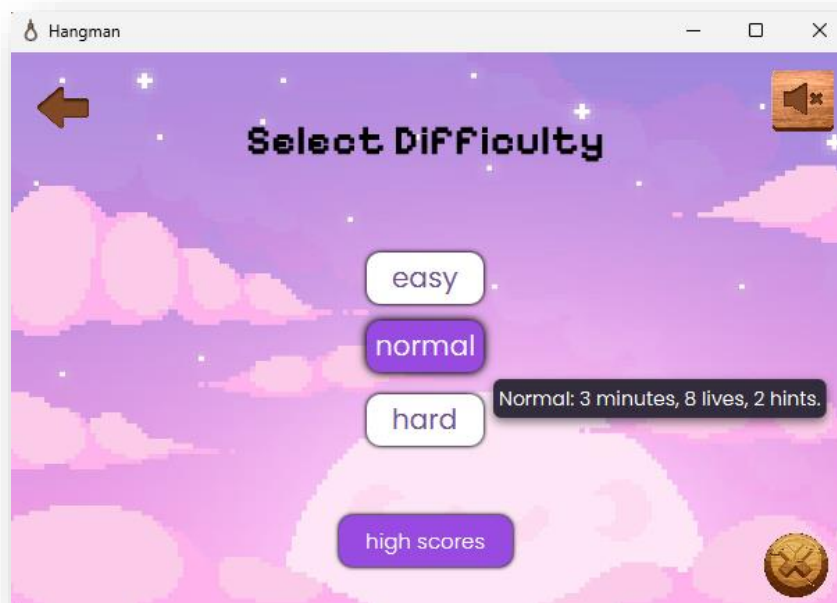 Hangman
Select Difficulty
easy
normal
Normal: 3 minutes, 8 lives, 2 hints.
hard
high scores